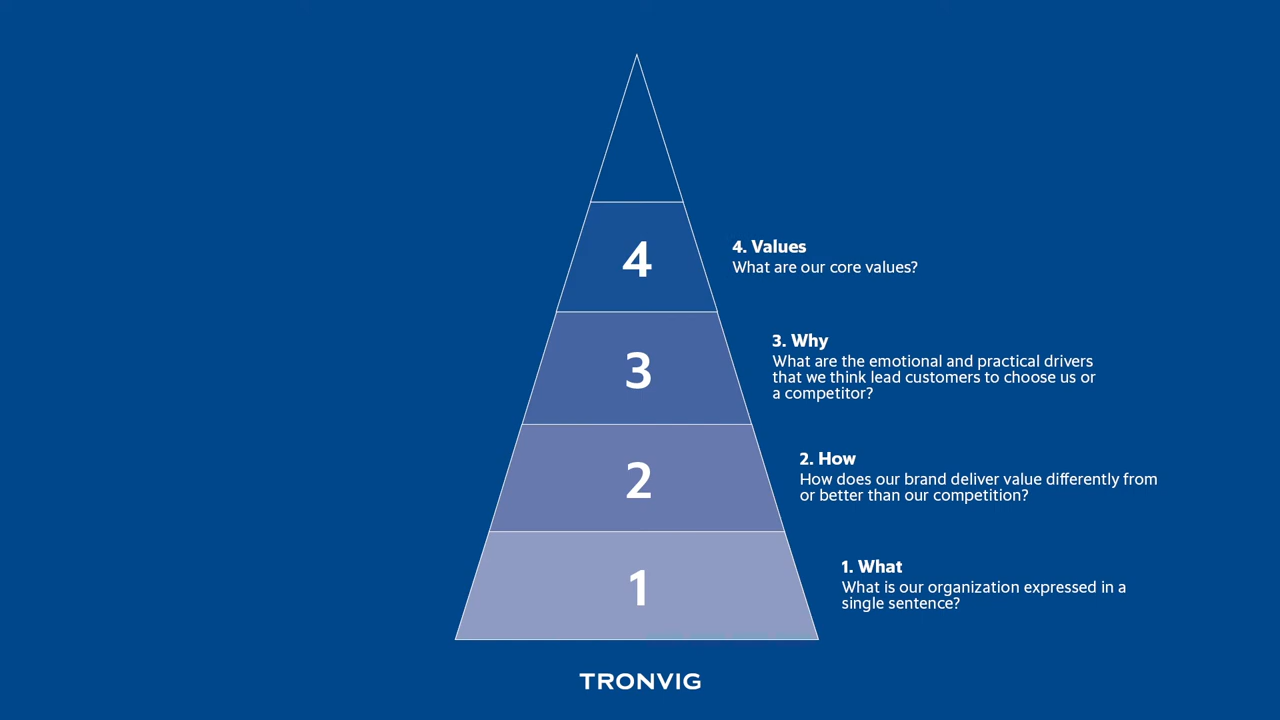 4
4. Values
What are our core values?
3
3. Why
What are the emotional and practical drivers
that we think lead customers to choose us or
a competitor?
2
2. How
How does our brand deliver value differently from
or better than our competition?
1
1. What
What is our organization expressed in a
single sentence?
TRONVIG